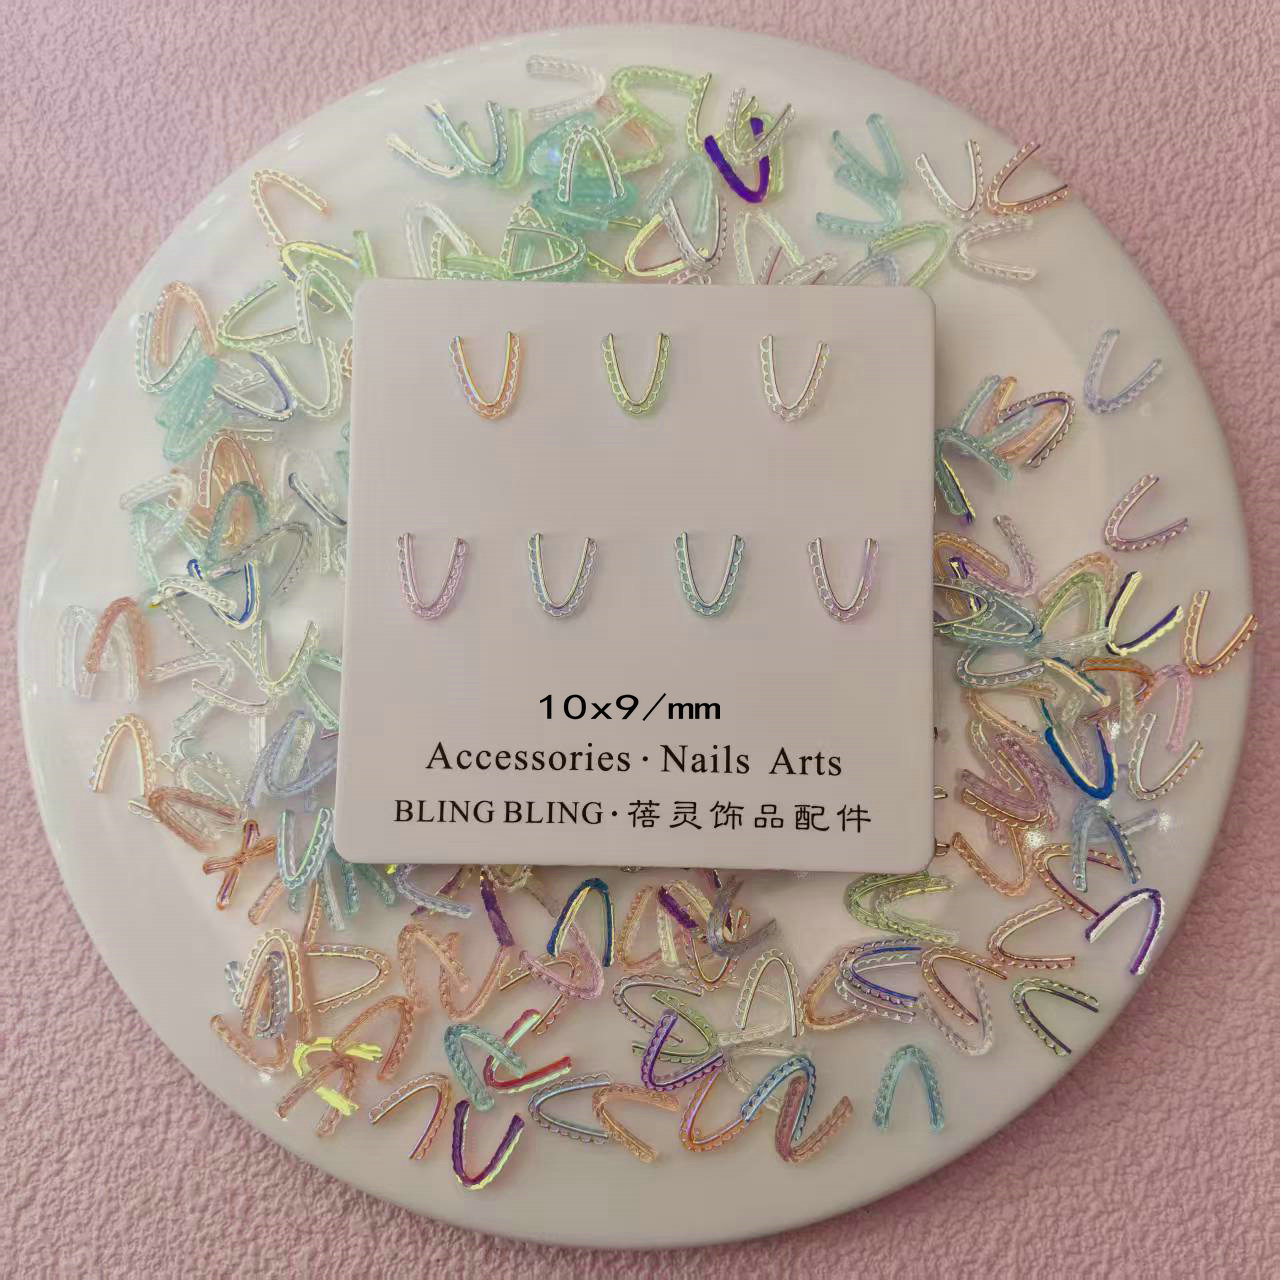 10x9/mm
Accessories·Nails Arts
BLING BLING·蓓灵饰品配件